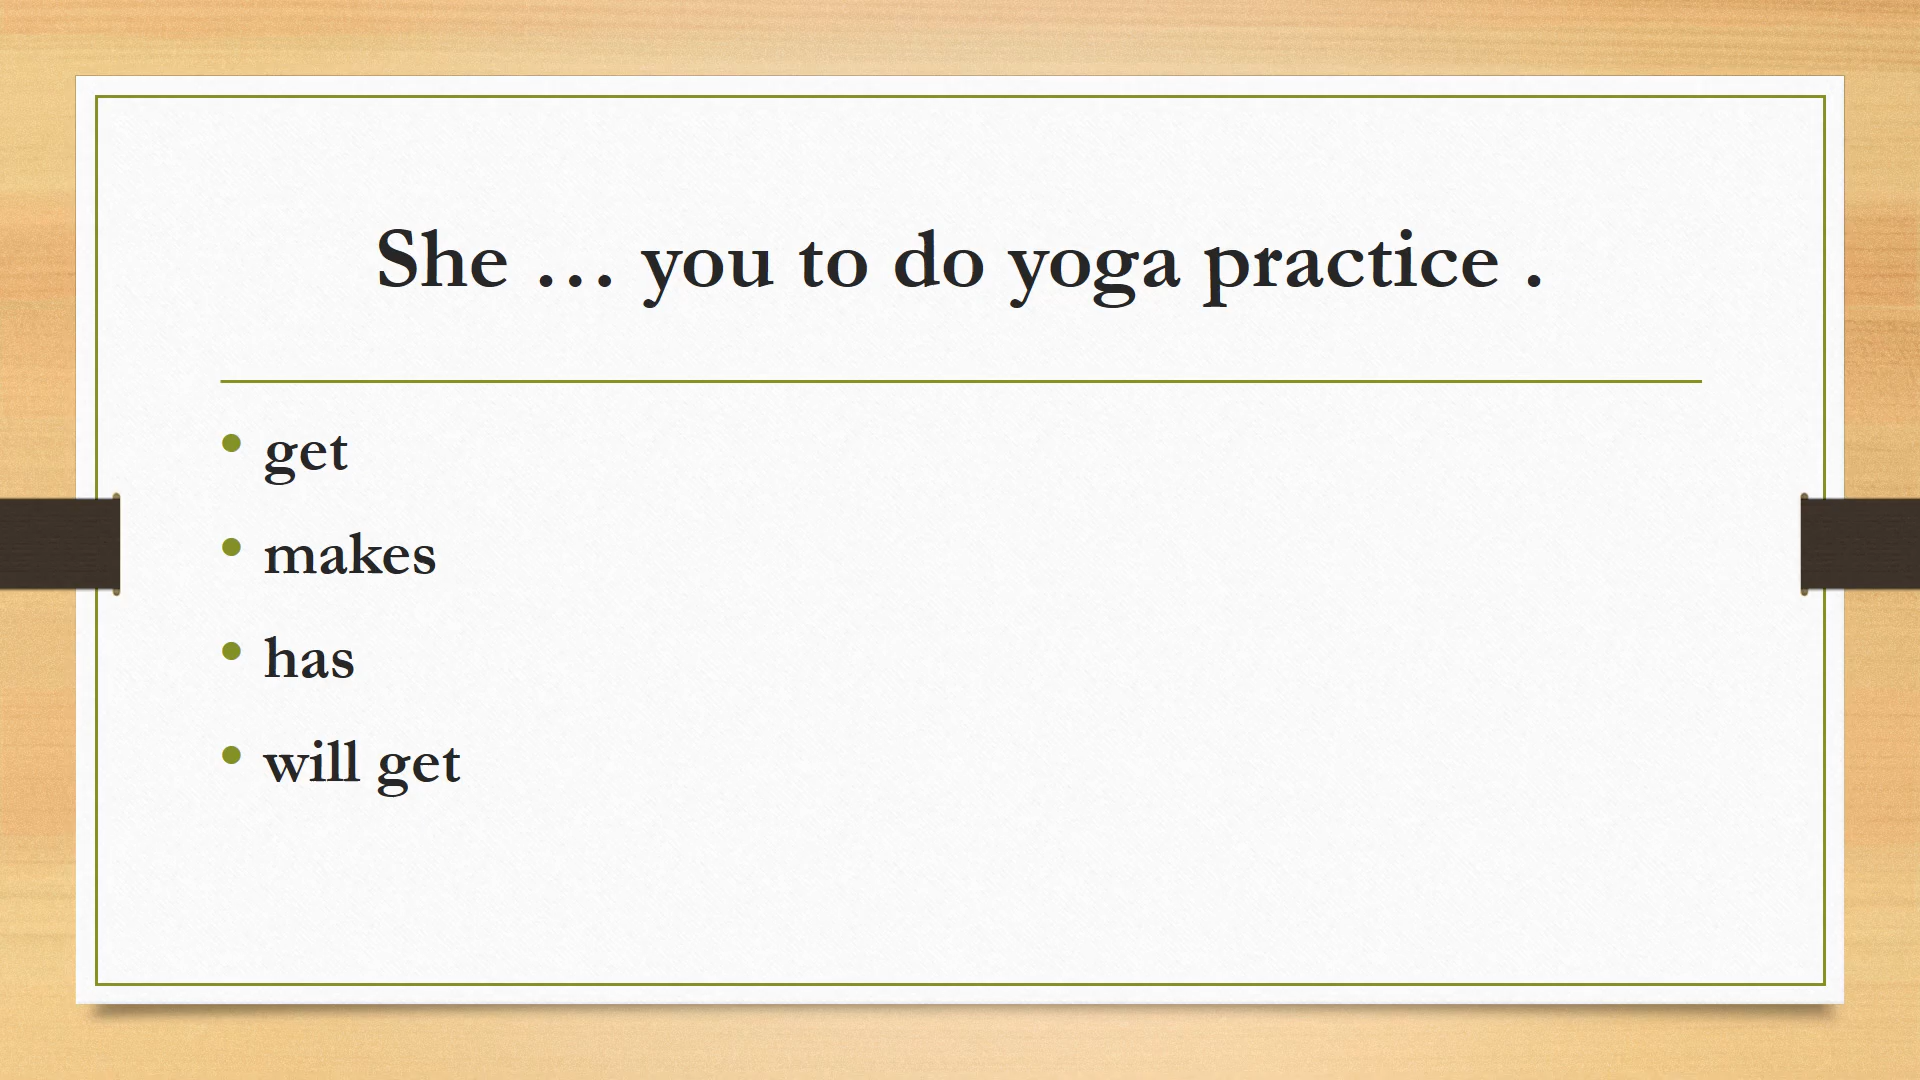 She … you to do yoga practice .
• get
• makes
• has
• will get